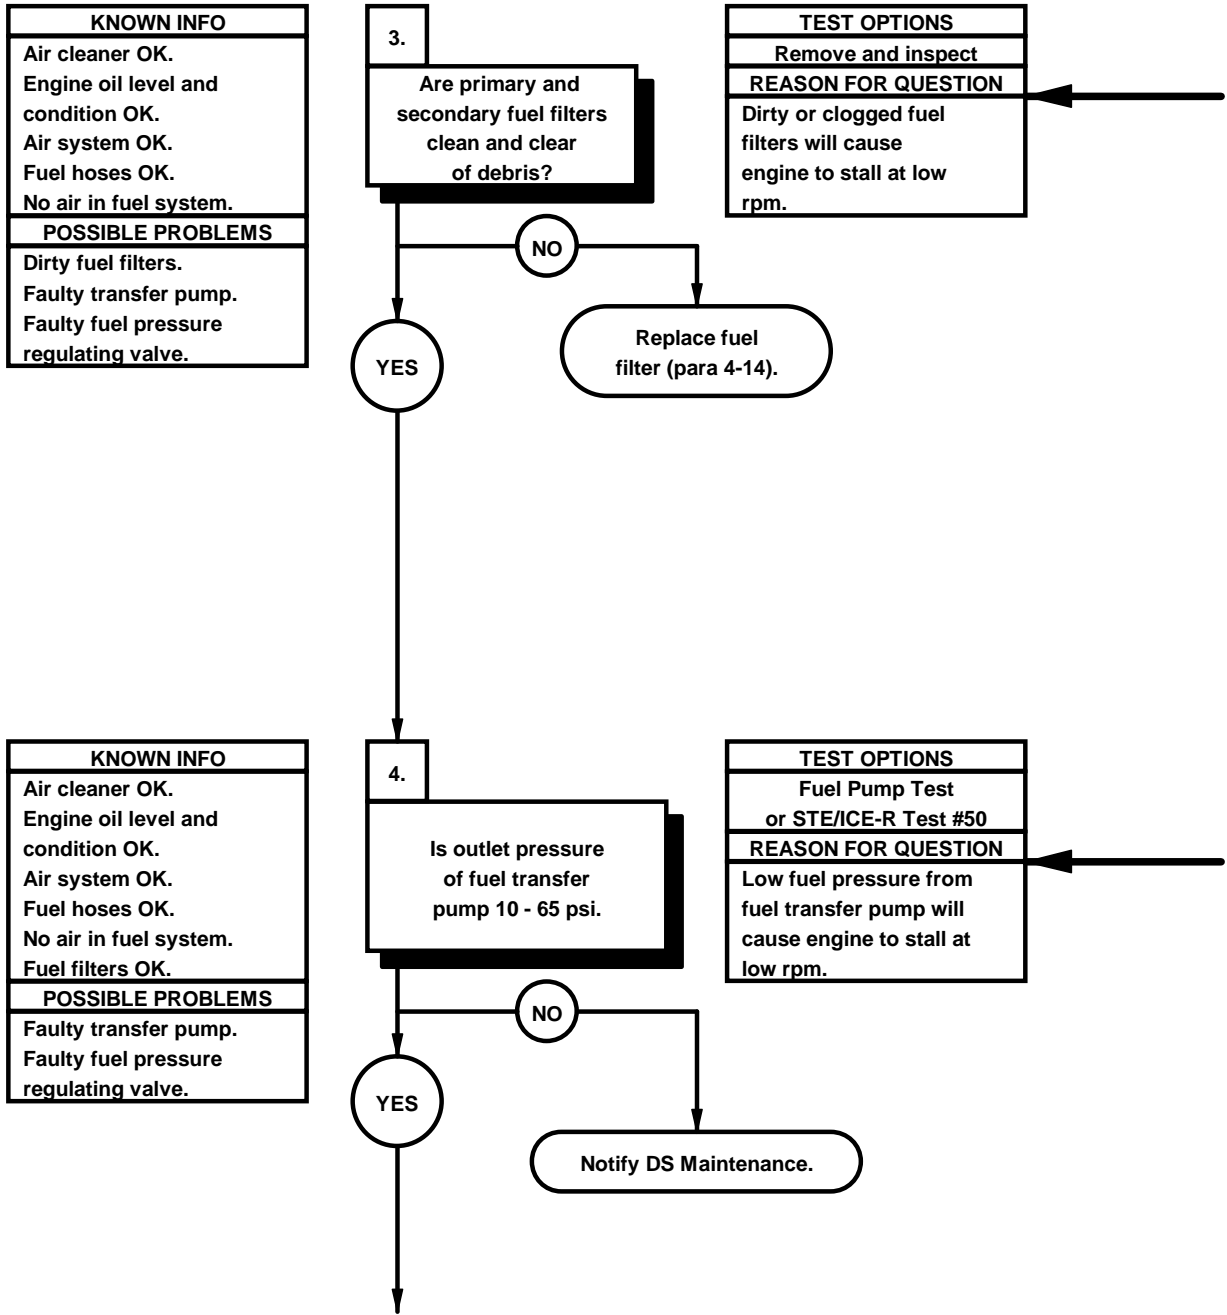 KNOWN INFO
Air cleaner OK.
Engine oil level and
condition OK.
Air system OK.
Fuel hoses OK.
No air in fuel system.
POSSIBLE PROBLEMS
Dirty fuel filters.
Faulty transfer pump.
Faulty fuel pressure
regulating valve.
3.
Are primary and
secondary fuel filters
clean and clear
of debris?
NO
YES
Replace fuel
filter (para 4-14).
TEST OPTIONS
Remove and inspect
REASON FOR QUESTION
Dirty or clogged fuel
filters will cause
engine to stall at low
rpm.
KNOWN INFO
Air cleaner OK.
Engine oil level and
condition OK.
Air system OK.
Fuel hoses OK.
No air in fuel system.
Fuel filters OK.
POSSIBLE PROBLEMS
Faulty transfer pump.
Faulty fuel pressure
regulating valve.
4.
Is outlet pressure
of fuel transfer
pump 10 - 65 psi.
NO
YES
Notify DS Maintenance.
TEST OPTIONS
Fuel Pump Test
or STE/ICE-R Test #50
REASON FOR QUESTION
Low fuel pressure from
fuel transfer pump will
cause engine to stall at
low rpm.